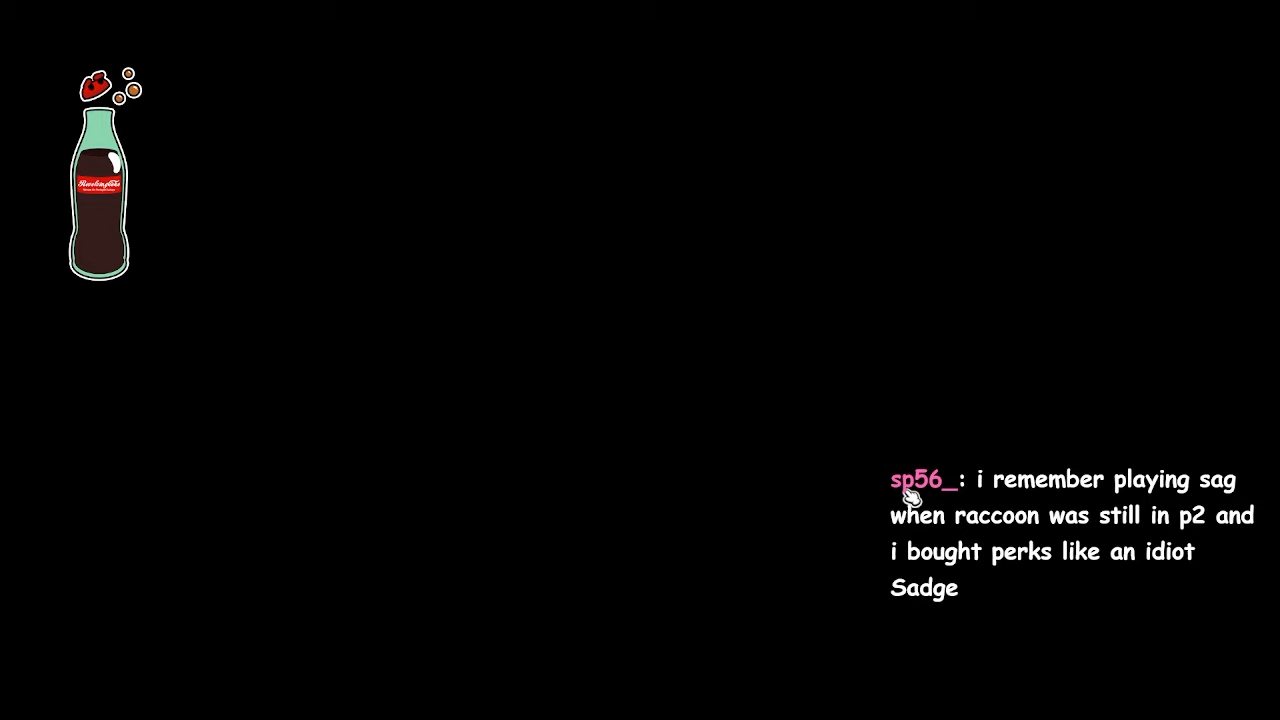 sp56_: i remember playing sag
when raccoon was still in p2 and
i bought perks like an idiot
Sadge